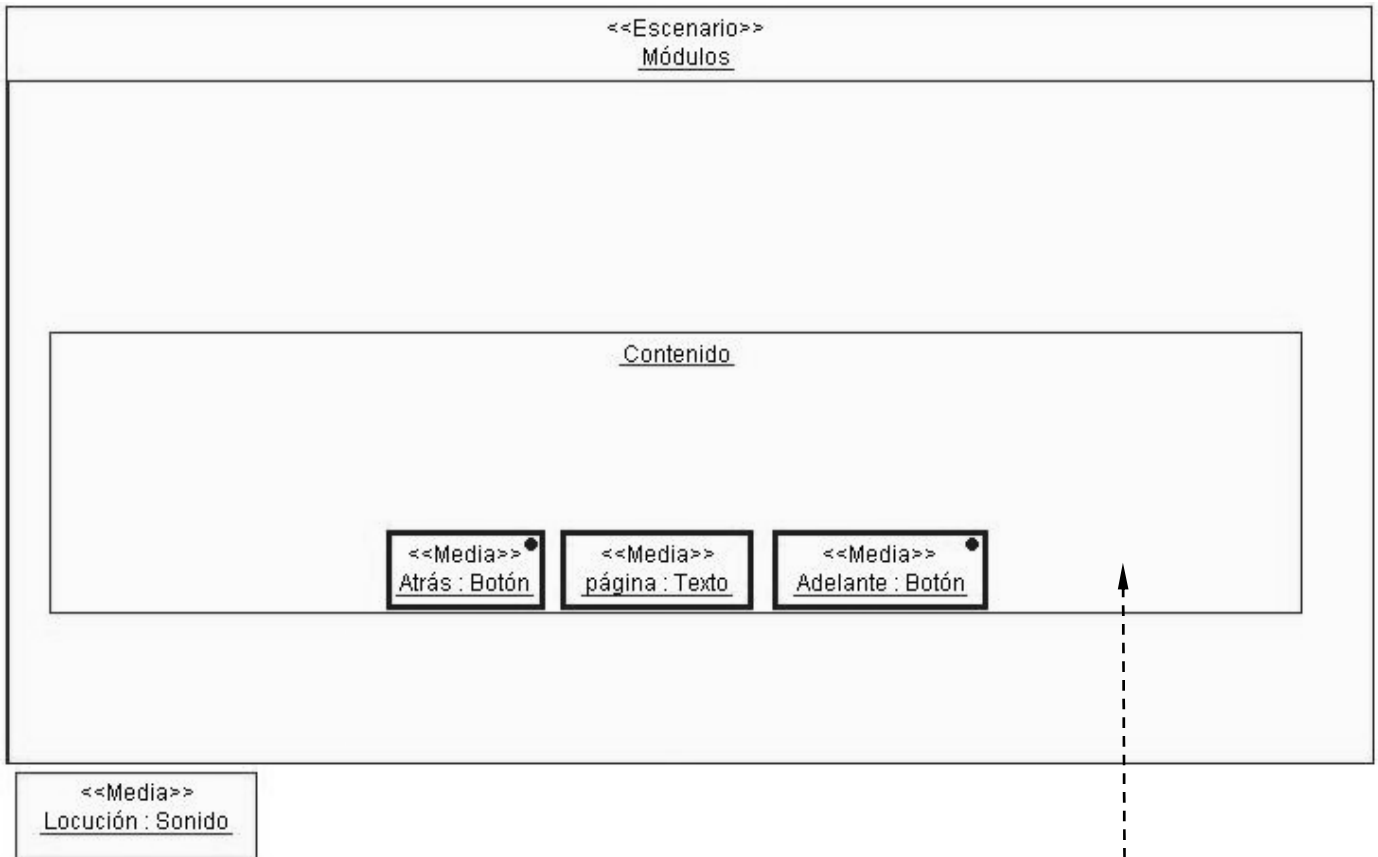 <<Escenario>>
Módulos
Contenido
<<Media>>
Atrás : Botón
<<Media>>
página : Texto
<<Media>>
Adelante : Botón
<<Media>>
Locución : Sonido